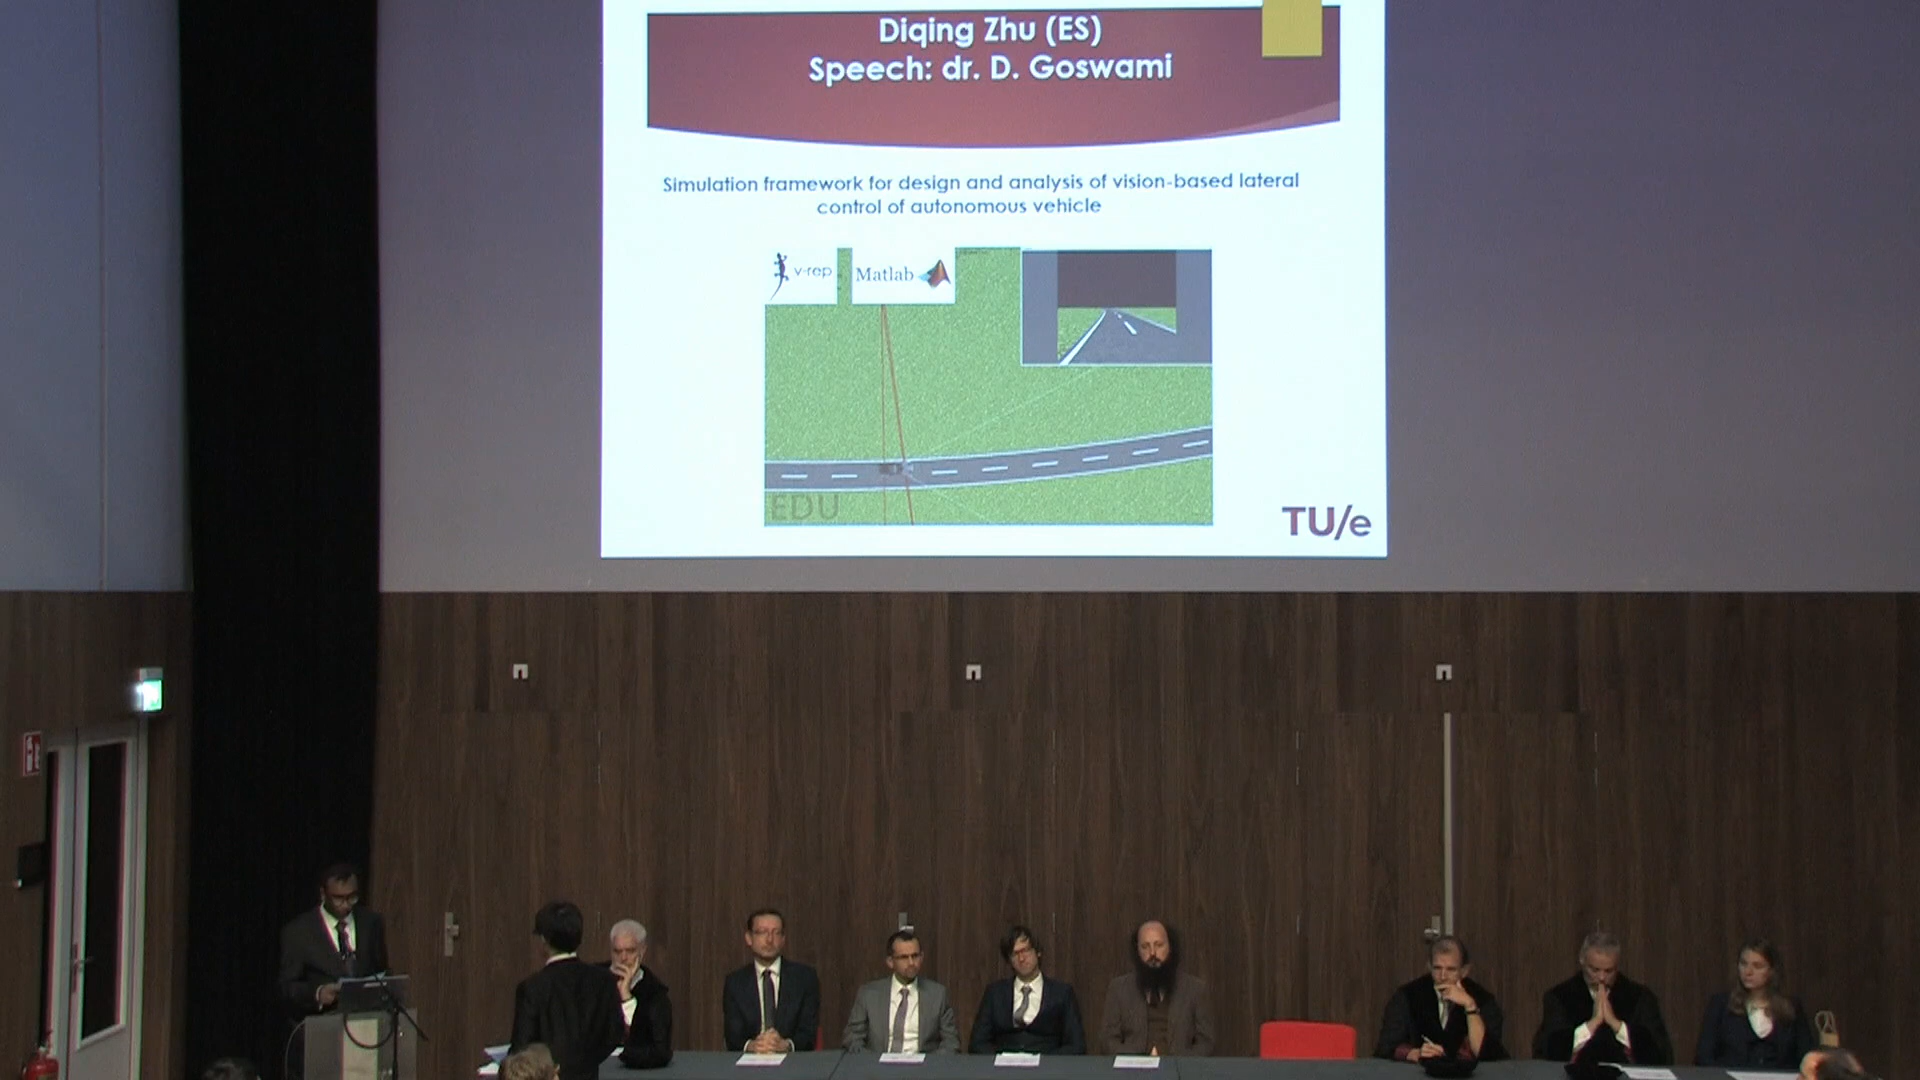 Diqing Zhu (ES)
Speech: dr. D. Goswami
Simulation framework for design and analysis of vision-based lateral
control of autonomous vehicle
v-rep
Matlab
EDU
TU/e